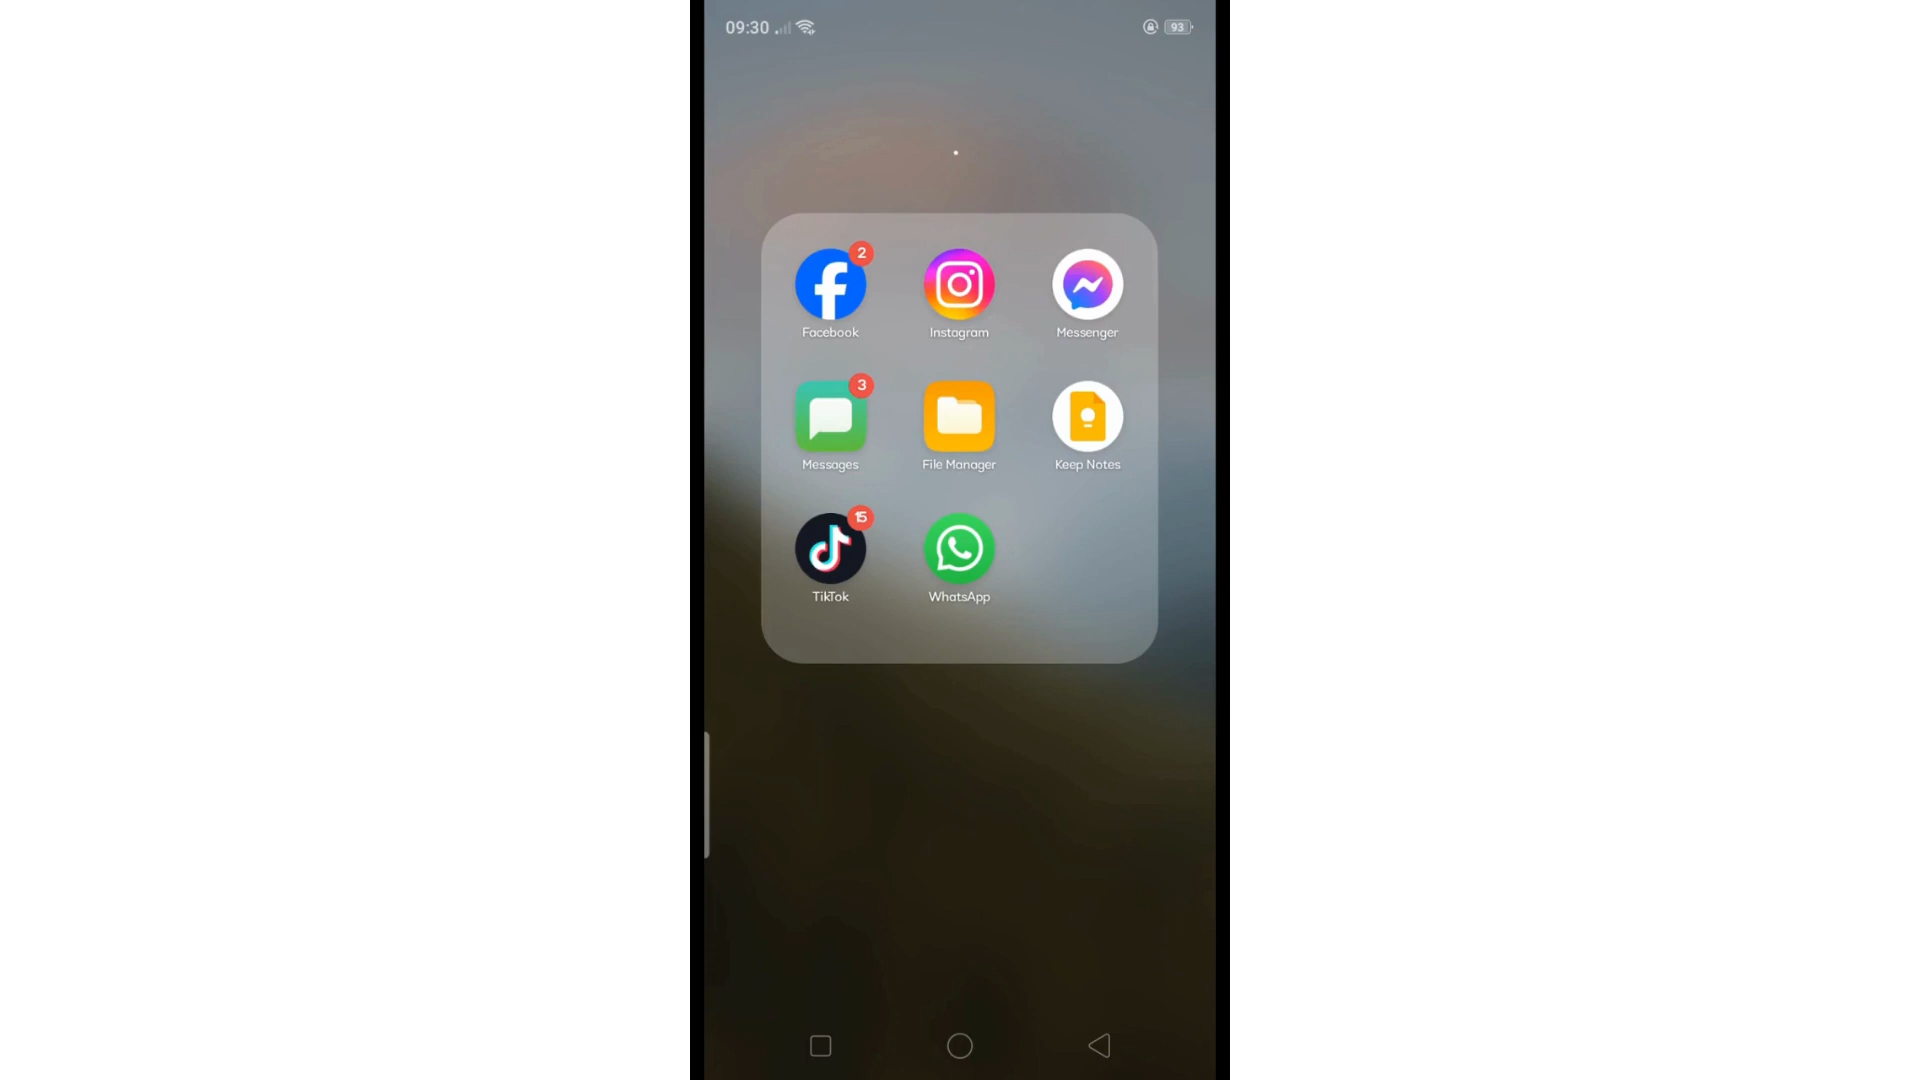 09:30
93
2
Facebook
Instagram
Messenger
3
Messages
File Manager
Keep Notes
15
TikTok
WhatsApp